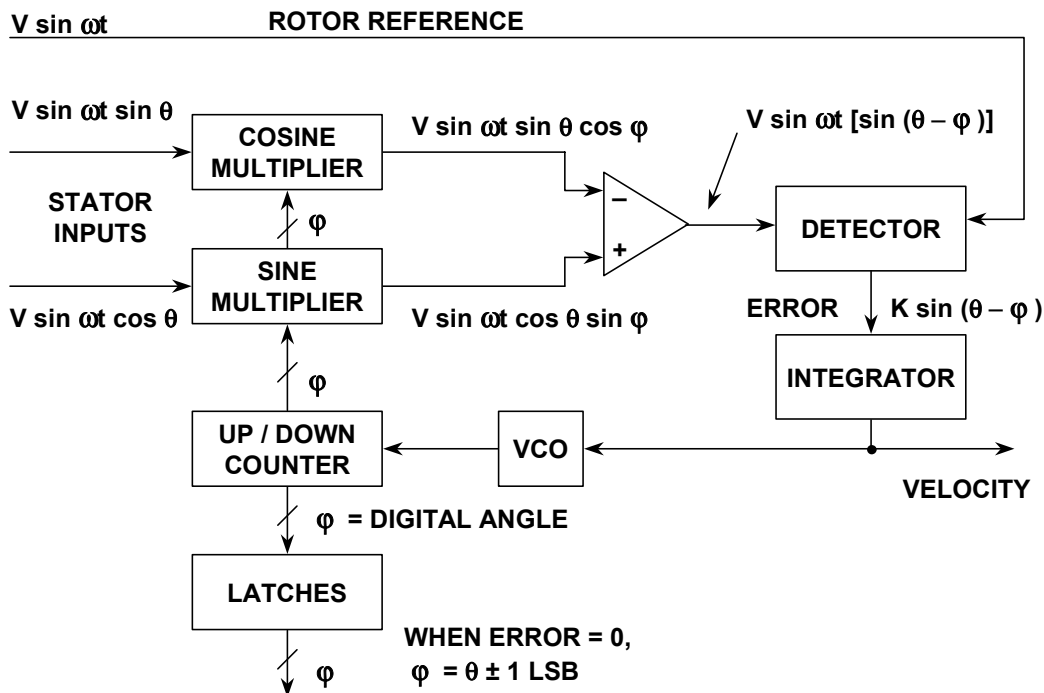 V sin ωt
ROTOR REFERENCE
V sin ωt sin θ
COSINE
MULTIPLIER
V sin ωt sin θ cos φ
V sin ωt [sin (θ – φ )]
STATOR
INPUTS
φ
–
+
DETECTOR
SINE
MULTIPLIER
V sin ωt cos θ
V sin ωt cos θ sin φ
ERROR
K sin (θ – φ )
φ
INTEGRATOR
UP / DOWN
COUNTER
VCO
VELOCITY
φ = DIGITAL ANGLE
LATCHES
WHEN ERROR = 0,
φ = θ ± 1 LSB
φ